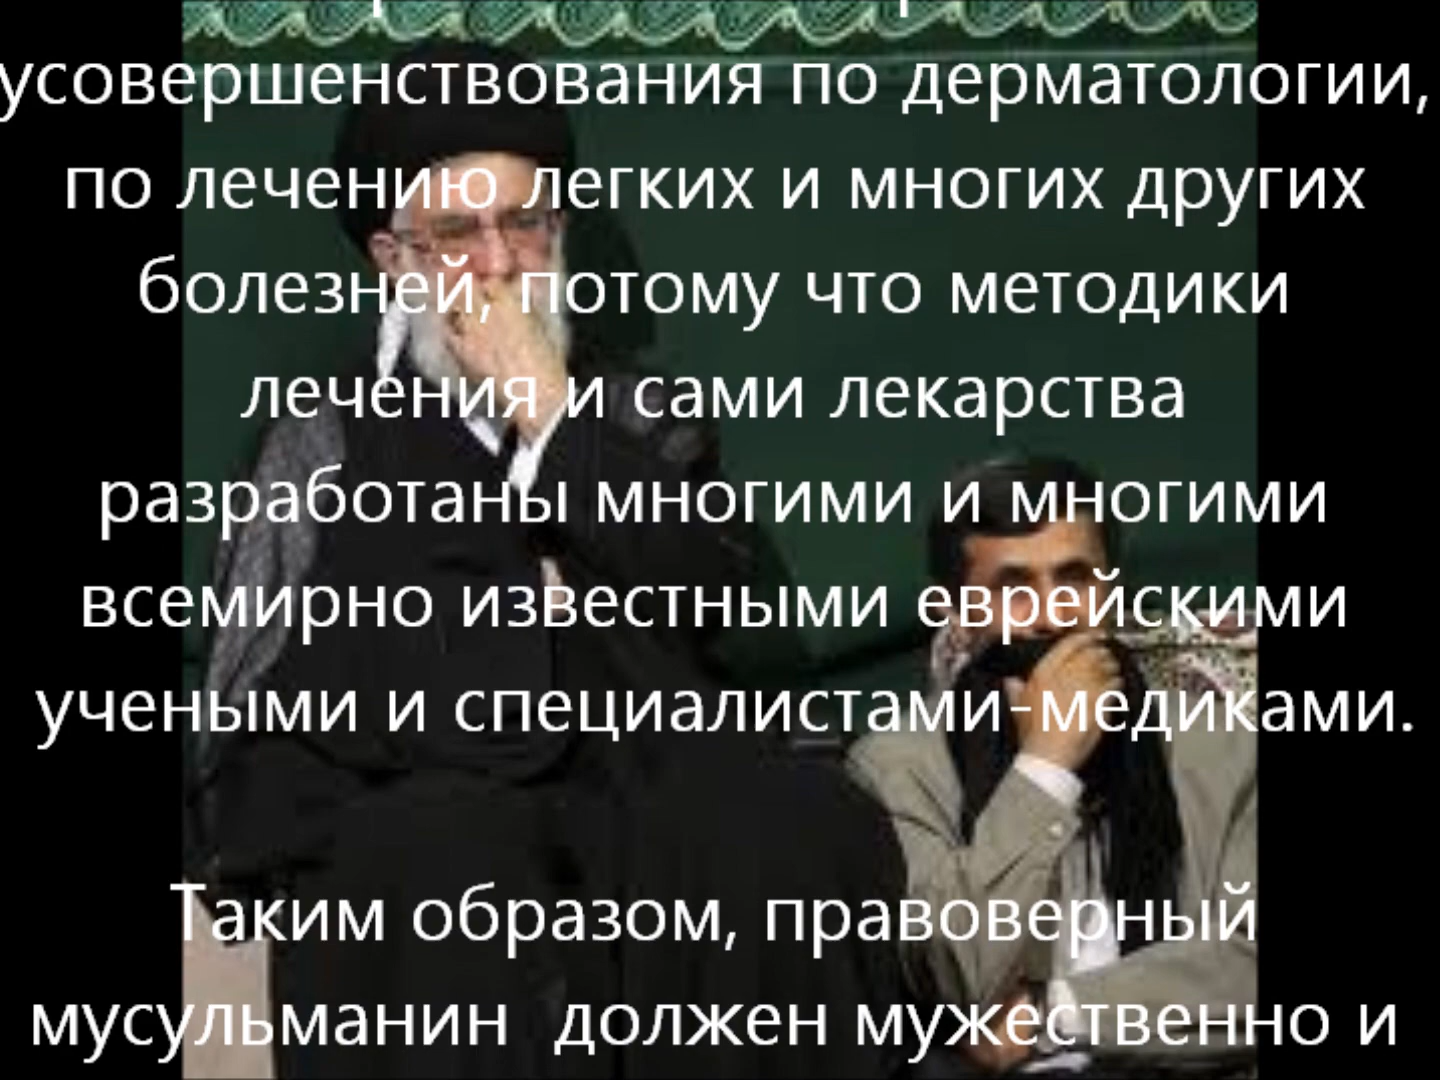 усовершенствования по дерматологии,
по лечению легких и многих других
болезней, потому что методики
лечения и сами лекарства
разработаны многими и многими
всемирно известными еврейскими
учеными и специалистами-медиками.
Таким образом, правоверный
мусульманин должен мужественно и